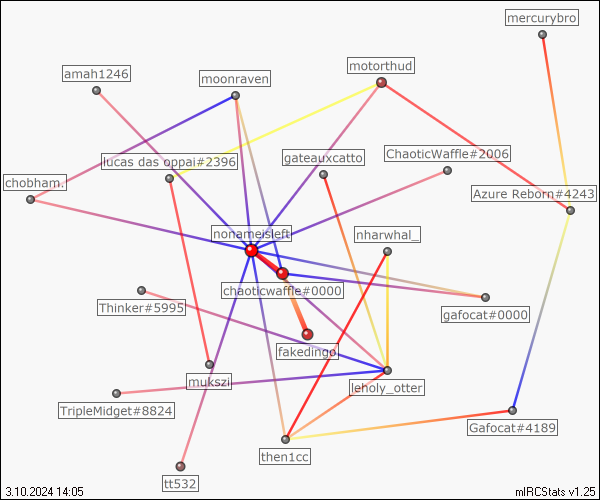 mercurybro
amah1246
moonraven
motorthud
lucas das oppai#2396
gateauxcatto
ChaoticWaffle#2006
chobham.
Azure Reborn#4243
nonameisleft
nharwhal_
chaoticwaffle#0000
Thinker#5995
gafocat#0000
fakedingo
mukszi
leholy_otter
TripleMidget#8824
Gafocat#4189
then1cc
tt532
3.10.2024 14:05
mIRCStats v1.25